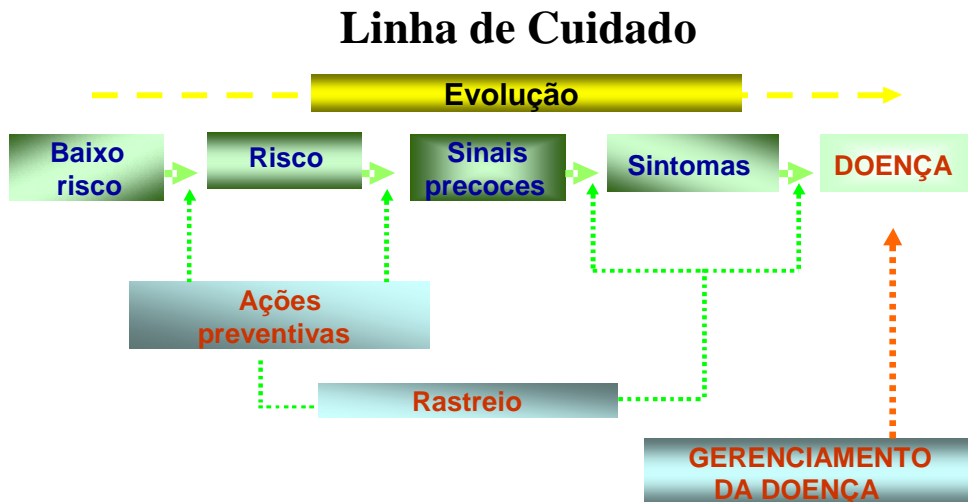 Linha de Cuidado
Evolução
Baixo
risco
Risco
Sinais
precoces
Sintomas
DOENÇA
Ações
preventivas
Rastreio
GERENCIAMENTO
DA DOENÇA